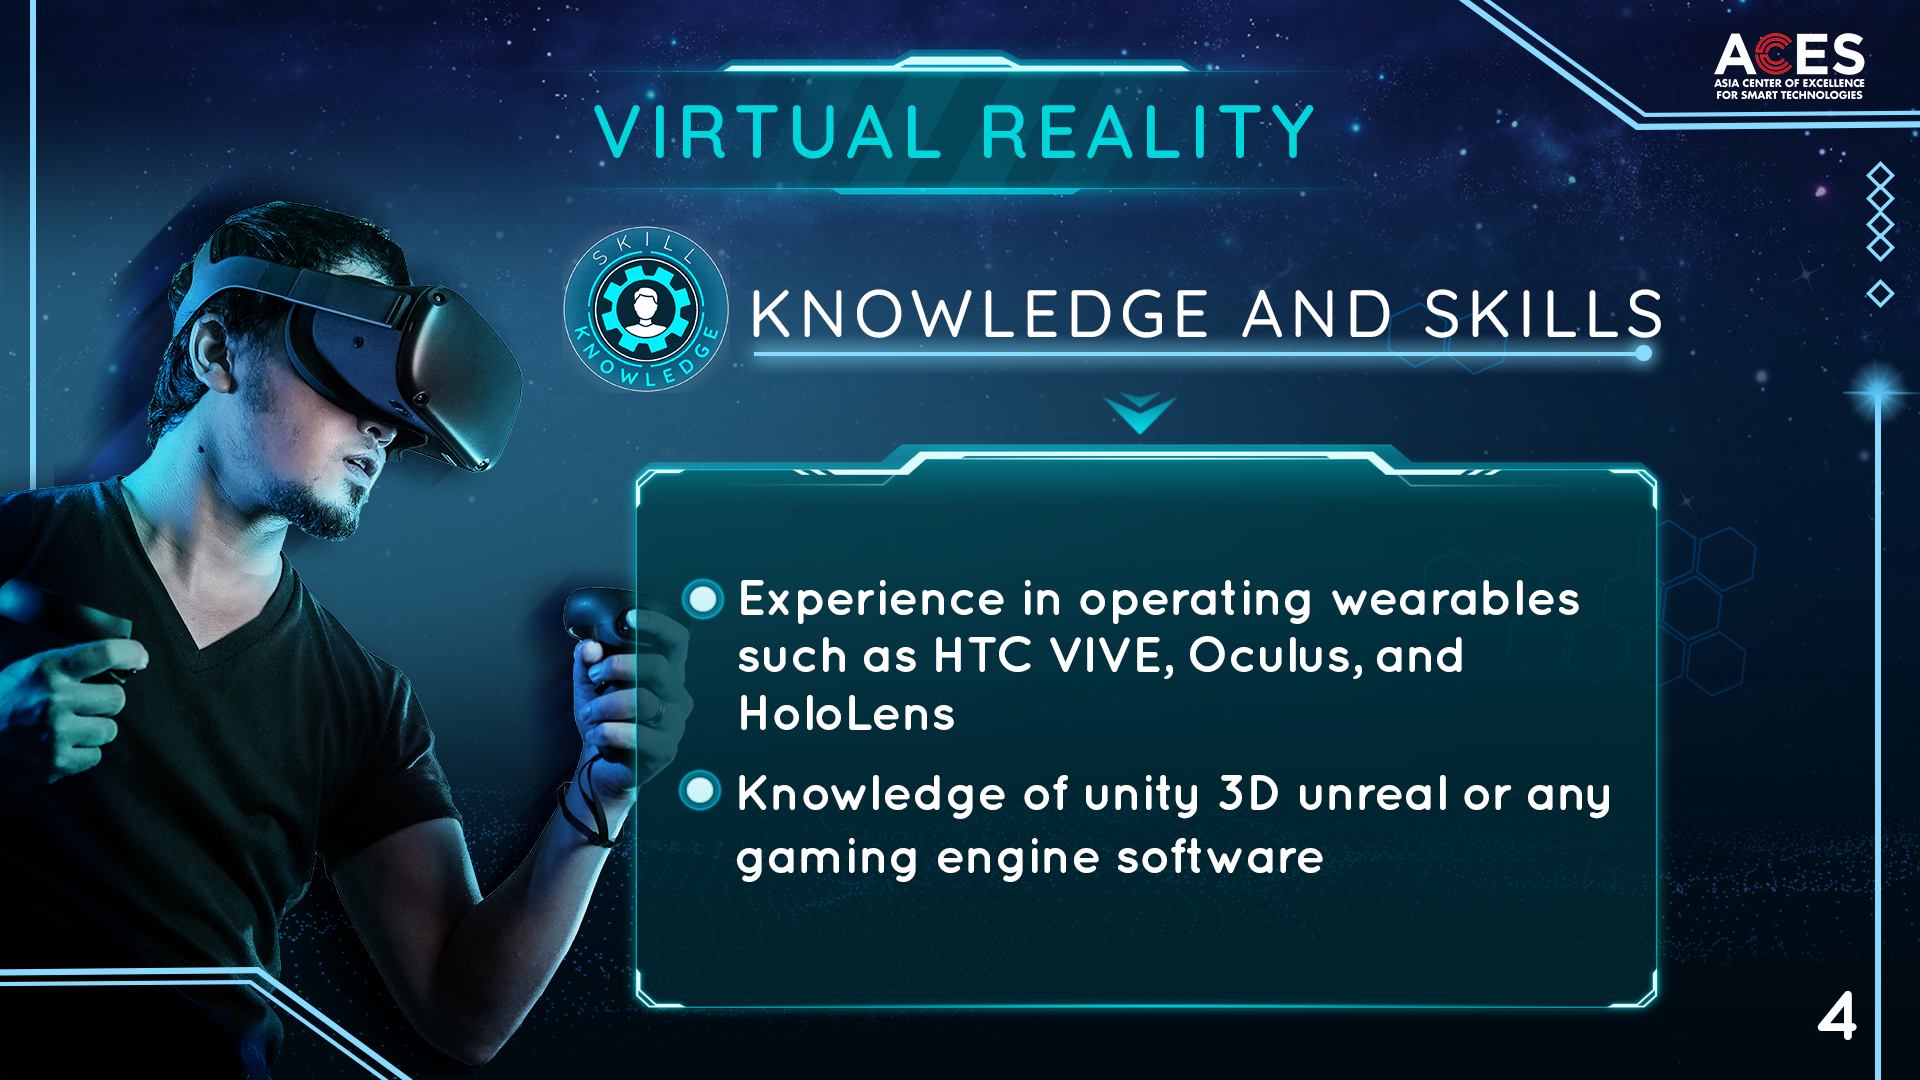 ACES
ASIA CENTER OF EXCELLENCE
FOR SMART TECHNOLOGIES
VIRTUAL REALITY
SKILL
KNOWLEDGE
KNOWLEDGE AND SKILLS
Experience in operating wearables
such as HTC VIVE, Oculus, and
HoloLens
Knowledge of unity 3D unreal or any
gaming engine software
4